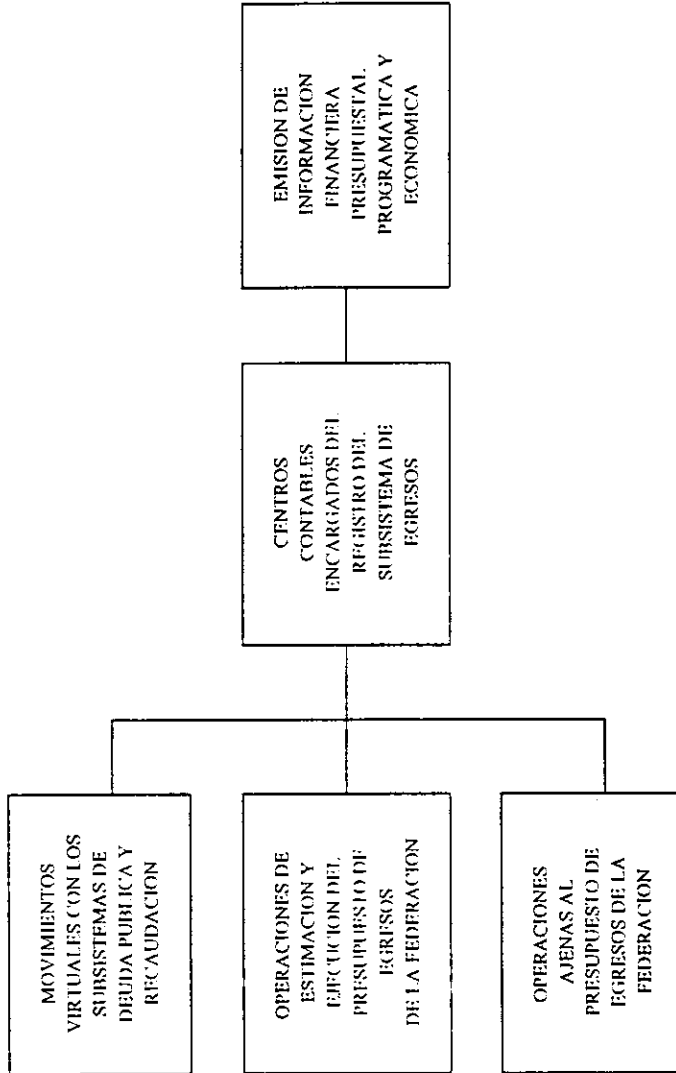 EMISION DE
INFORMACION
FINANCIERA
PRESUPUESTAL
PROGRAMATICA Y
ECONOMICA
CENTROS
CONTABLES
ENCARGADOS DEL
REGISTRO DEL
SUBSISTEMA DE
EGRESOS
MOVIMIENTOS
VIRTUALES CON LOS
SUBSISTEMAS DE
DEUDA PUBLICA Y
RECAUDACION
OPERACIONES DE
ESTIMACION Y
EJECUCION DEL
PRESUPUESTO DE
EGRESOS
DE LA FEDERACION
OPERACIONES
AJENAS AL
PRESUPUESTO DE
EGRESOS DE LA
FEDERACION